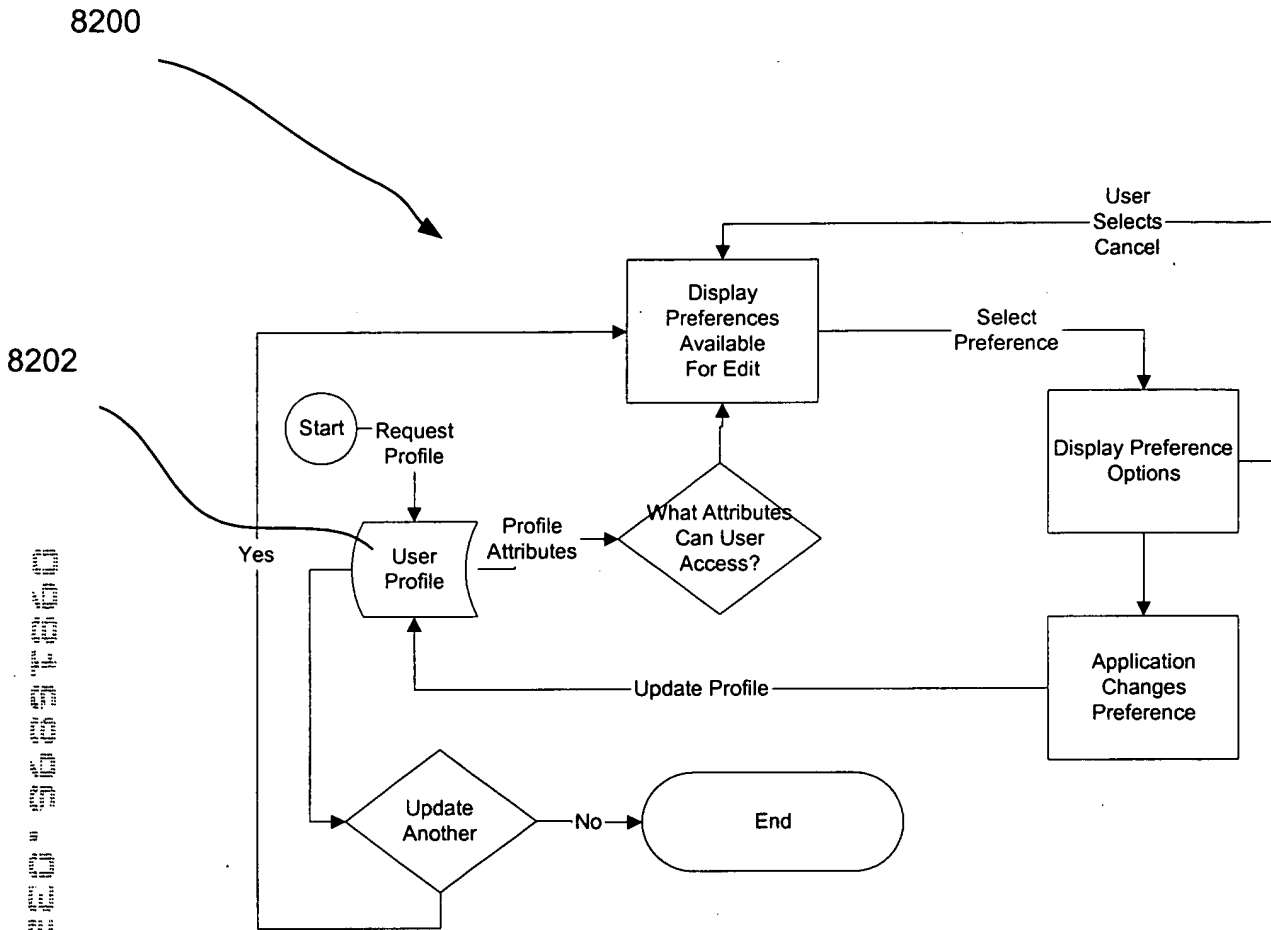 8200
User
Selects
Cancel
Display
Preferences
Available
For Edit
Select
Preference
8202
Start
Request
Profile
Display Preference
Options
What Attributes
Can User
Access?
Profile
Attributes
User
Profile
Yes
Application
Changes
Preference
Update Profile
Update
Another
No
End